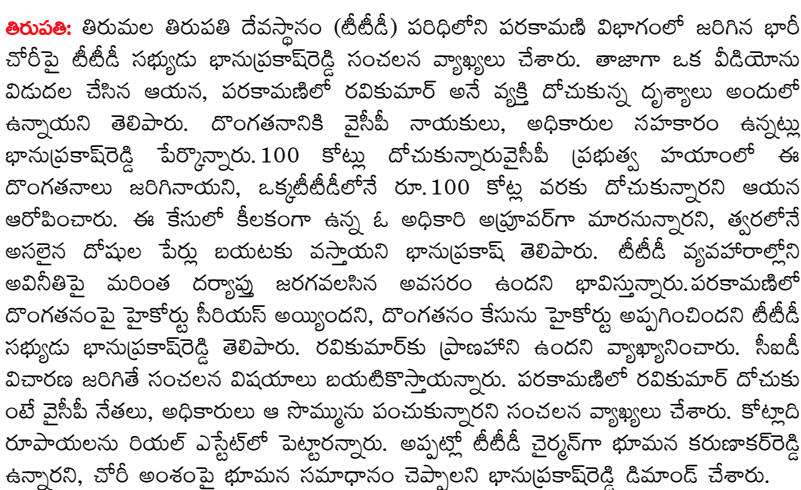 తిరుపతి: తిరుమల తిరుపతి దేవస్థానం (టీటీడీ) పరిధిలోని పరకామణి విభాగంలో జరిగిన భారీ
చోరీపై టీటీడీ సభ్యుడు భానుప్రకాష్‌రెడ్డి సంచలన వ్యాఖ్యలు చేశారు. తాజాగా ఒక వీడియోను
విడుదల చేసిన ఆయన, పరకామణిలో రవికుమార్ అనే వ్యక్తి దోచుకున్న దృశ్యాలు అందులో
ఉన్నాయని తెలిపారు. దొంగతనానికి వైసీపీ నాయకులు, అధికారుల సహకారం ఉన్నట్లు
భానుప్రకాష్‌రెడ్డి పేర్కొన్నారు. 100 కోట్లు దోచుకున్నారువైసీపీ ప్రభుత్వ హయాంలో ఈ
దొంగతనాలు జరిగినాయని, ఒక్కటీటీడీలోనే రూ.100 కోట్ల వరకు దోచుకున్నారని ఆయన
ఆరోపించారు. ఈ కేసులో కీలకంగా ఉన్న ఓ అధికారి అప్రూవర్‌గా మారనున్నారని, త్వరలోనే
అసలైన దోషుల పేర్లు బయటకు వస్తాయని భానుప్రకాష్ తెలిపారు. టీటీడీ వ్యవహారాల్లోని
అవినీతిపై మరింత దర్యాప్తు జరగవలసిన అవసరం ఉందని భావిస్తున్నారు.పరకామణిలో
దొంగతనంపై హైకోర్టు సీరియస్ అయ్యిందని, దొంగతనం కేసును హైకోర్టు అప్పగించిందని టీటీడీ
సభ్యుడు భానుప్రకాష్‌రెడ్డి తెలిపారు. రవికుమార్‌కు ప్రాణహాని ఉందని వ్యాఖ్యానించారు. సీఐడీ
విచారణ జరిగితే సంచలన విషయాలు బయటికొస్తాయన్నారు. పరకామణిలో రవికుమార్ దోచుకు
ంటే వైసీపీ నేతలు, అధికారులు ఆ సొమ్మును పంచుకున్నారని సంచలన వ్యాఖ్యలు చేశారు. కోట్లాది
రూపాయలను రియల్ ఎస్టేట్‌లో పెట్టారన్నారు. అప్పట్లో టీటీడీ చైర్మన్‌గా భూమన కరుణాకర్‌రెడ్డి
ఉన్నారని, చోరీ అంశంపై భూమన సమాధానం చెప్పాలని భానుప్రకాష్‌రెడ్డి డిమాండ్ చేశారు.